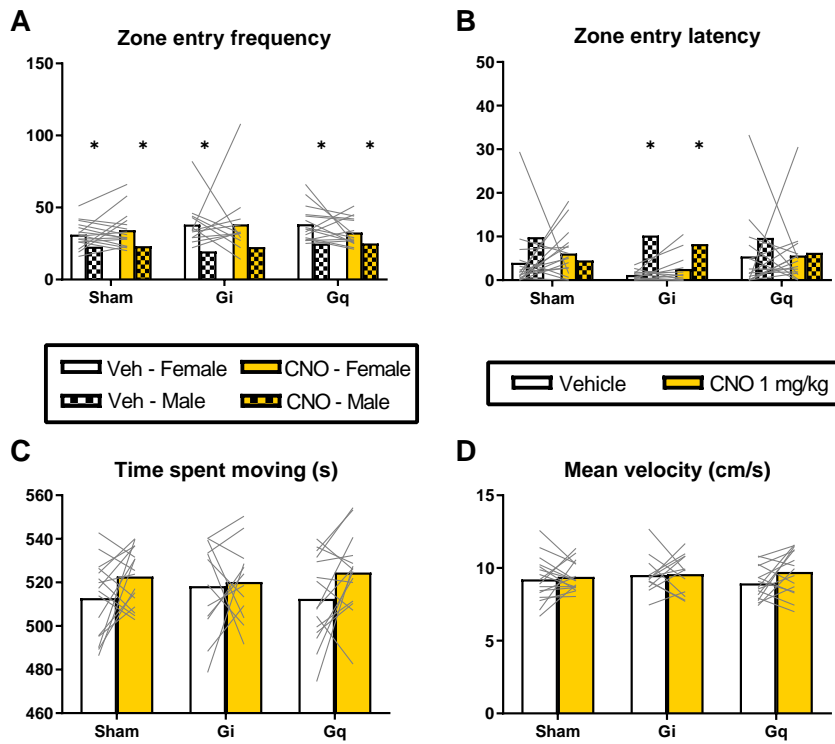 A
Zone entry frequency
150
100
50
0
* * * * *
Sham Gi Gq
B
Zone entry latency
50
40
30
20
10
0
* *
Sham Gi Gq
Veh - Female CNO - Female
Veh - Male CNO - Male
Vehicle CNO 1 mg/kg
C
Time spent moving (s)
560
540
520
500
480
460
Sham Gi Gq
D
Mean velocity (cm/s)
15
10
5
0
Sham Gi Gq